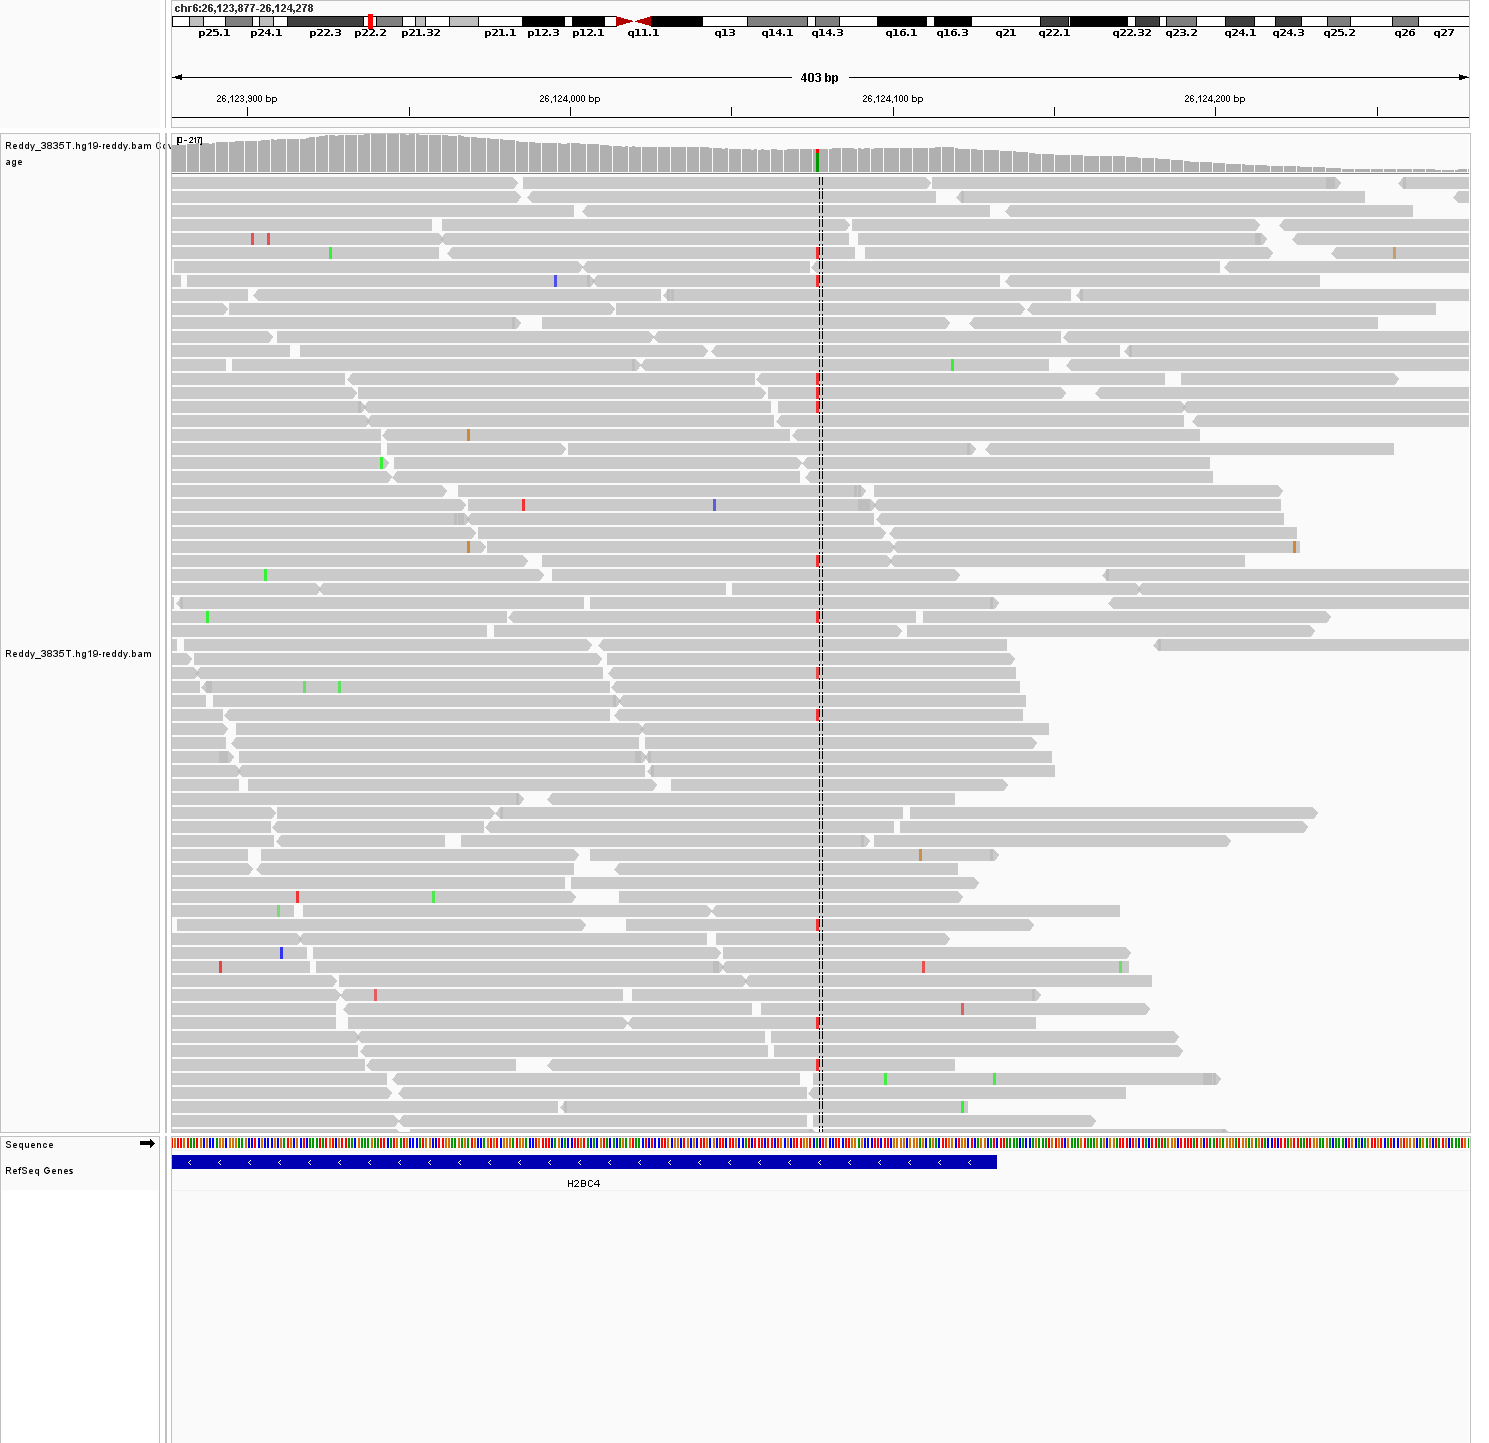 chr6:26,123,877-26,124,278
p25.1 p24.1 p22.3 p22.2 p21.32 p21.1 p12.3 p12.1 q11.1 q13 q14.1 q14.3 q16.1 q16.3 q21 q22.1 q22.32 q23.2 q24.1 q24.3 q25.2 q26 q27
403 bp
26,123,900 bp 26,124,000 bp 26,124,100 bp 26,124,200 bp
[0 - 217]
Reddy_3835T.hg19-reddy.bam Cov
age
Reddy_3835T.hg19-reddy.bam
Sequence
RefSeq Genes
H2BC4